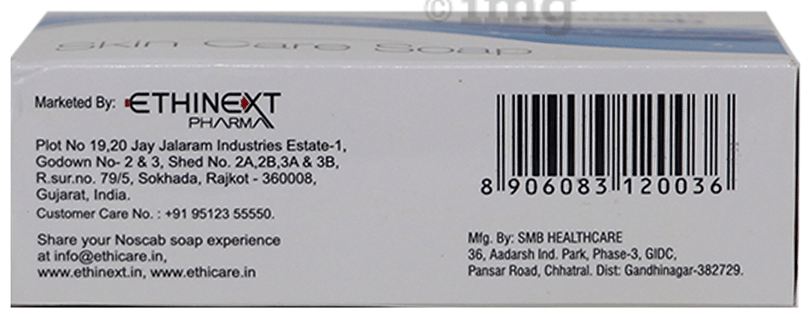 ©1mg
Skin Care Soap
Marketed By: ETHINEXT
PHARMA
Plot No 19,20 Jay Jalaram Industries Estate-1,
Godown No- 2 & 3, Shed No. 2A,2B,3A & 3B,
R.sur.no. 79/5, Sokhada, Rajkot - 360008,
Gujarat, India.
Customer Care No. : +91 95123 55550.
Share your Noscab soap experience
at info@ethicare.in,
www.ethinext.in, www.ethicare.in
8 906083 120036
Mfg. By: SMB HEALTHCARE
36, Aadarsh Ind. Park, Phase-3, GIDC,
Pansar Road, Chhatral. Dist: Gandhinagar-382729.